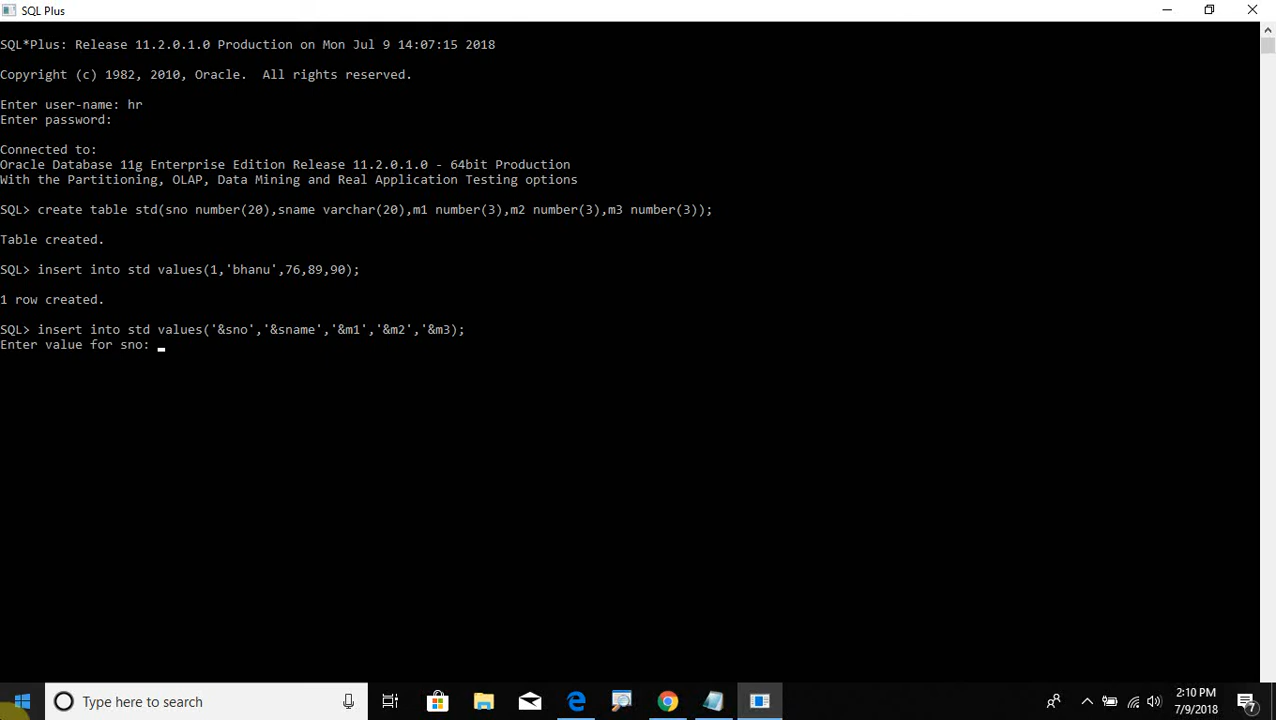 SQL Plus
SQL*Plus: Release 11.2.0.1.0 Production on Mon Jul 9 14:07:15 2018
Copyright (c) 1982, 2010, Oracle.  All rights reserved.
Enter user-name: hr
Enter password:
Connected to:
Oracle Database 11g Enterprise Edition Release 11.2.0.1.0 - 64bit Production
With the Partitioning, OLAP, Data Mining and Real Application Testing options
SQL> create table std(sno number(20),sname varchar(20),m1 number(3),m2 number(3),m3 number(3));
Table created.
SQL> insert into std values(1,'bhanu',76,89,90);
1 row created.
SQL> insert into std values('&sno','&sname','&m1','&m2','&m3);
Enter value for sno:
Type here to search
2:10 PM
7/9/2018
7